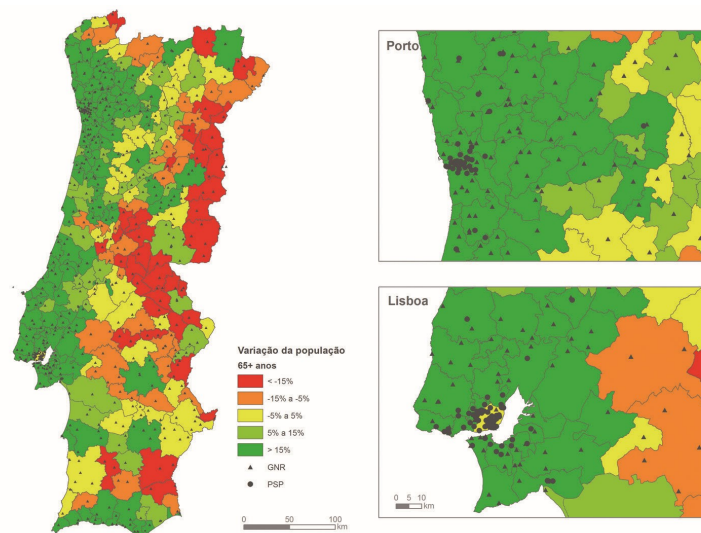 Porto
Lisboa
Variação da população
65+ anos
< -15%
-15% a -5%
-5% a 5%
5% a 15%
> 15%
GNR
PSP
0 50 100
km
0 5 10
km